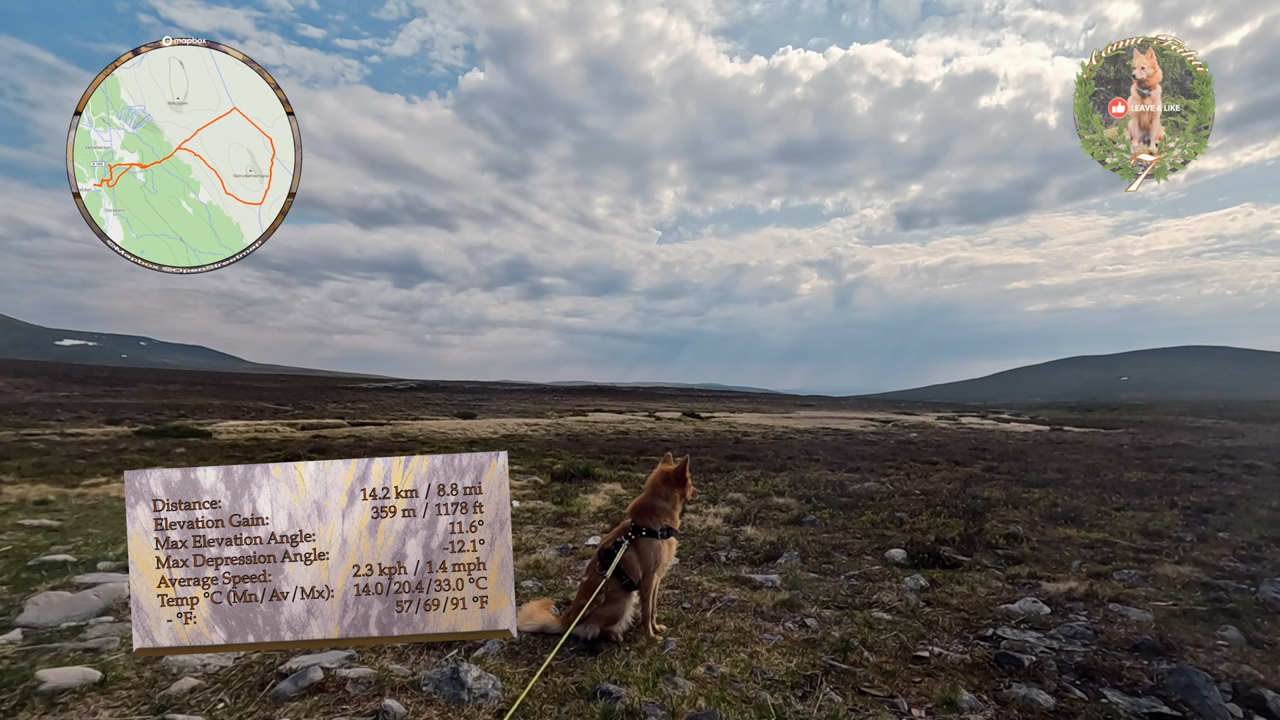 mapbox
©Mapbox ©OpenStreetMap
LEAVE A LIKE
7
Distance: 14.2 km / 8.8 mi
Elevation Gain: 359 m / 1178 ft
Max Elevation Angle: 11.6°
Max Depression Angle: -12.1°
Average Speed: 2.3 kph / 1.4 mph
Temp °C (Mn/Av/Mx): 14.0/20.4/33.0 °C
- °F: 57/69/91 °F